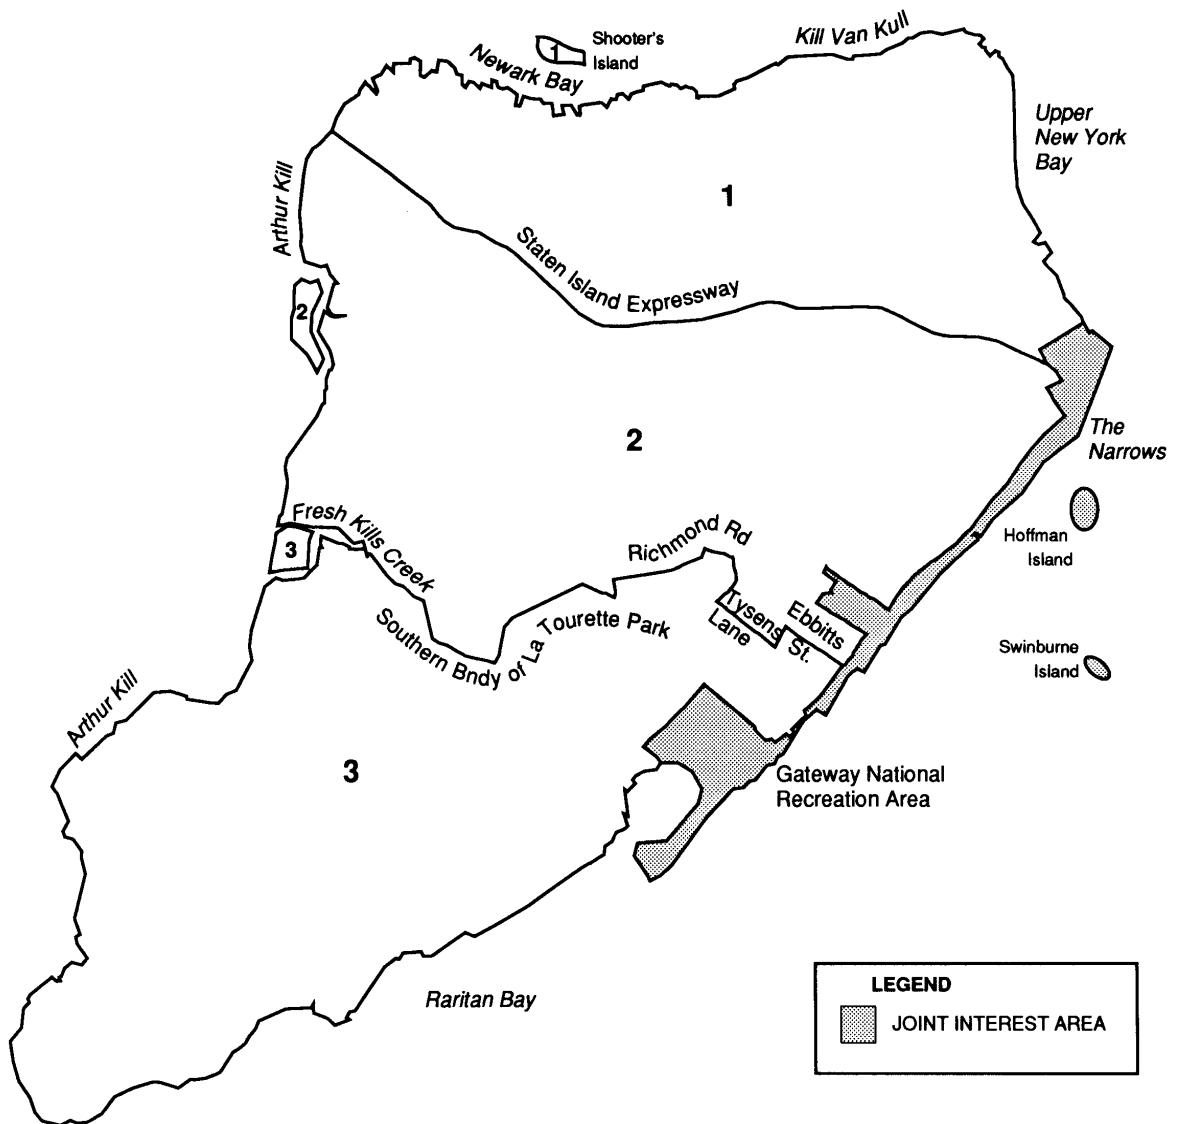 Kill Van Kull
Shooter's
Island
1
Newark Bay
Upper
New York
Bay
Arthur Kill
1
Staten Island Expressway
2
2
The
Narrows
Fresh Kills Creek
Hoffman
Island
3
Richmond Rd
Southern Bndy of La Tourette Park
Tysens
Lane
Ebbitts
St.
Swinburne
Island
Arthur Kill
3
Gateway National
Recreation Area
Raritan Bay
LEGEND
JOINT INTEREST AREA